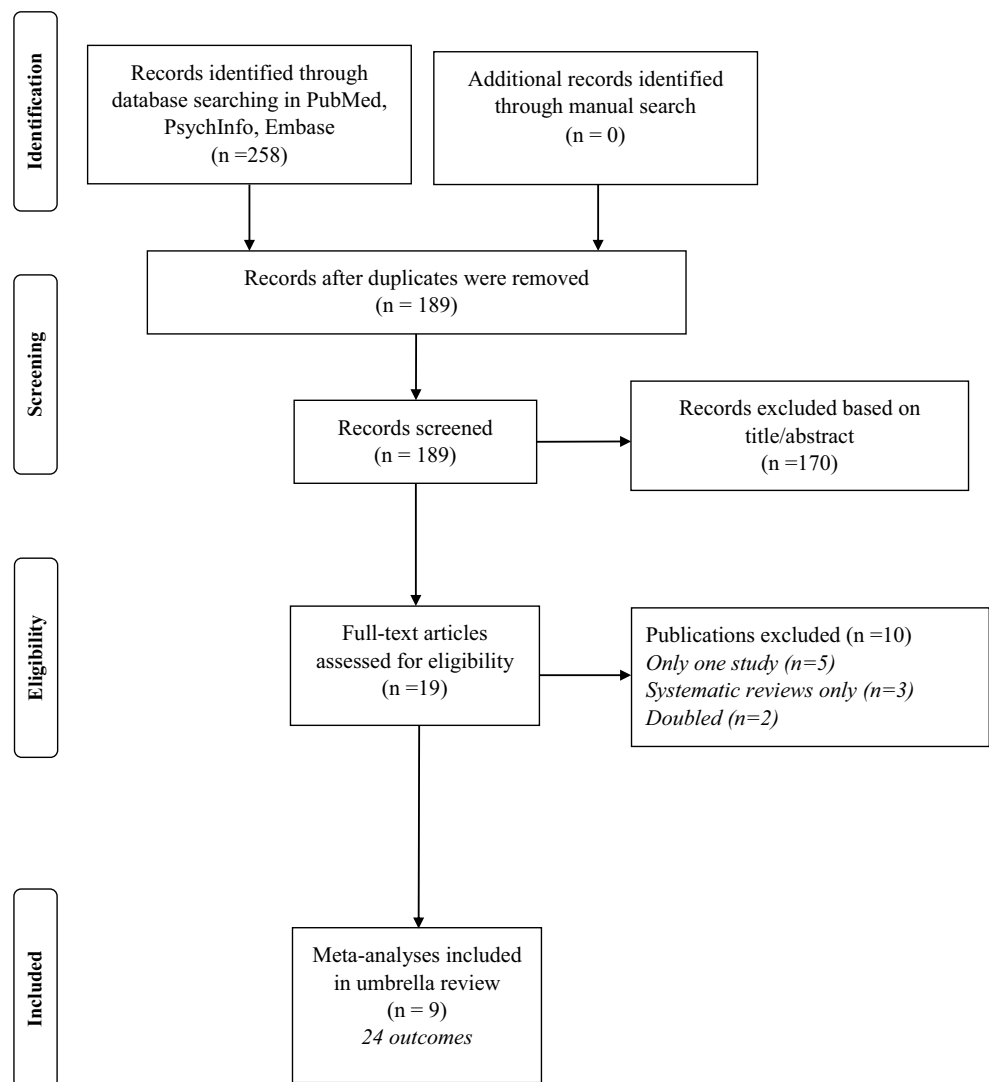 Identification
Records identified through
database searching in PubMed,
PsychInfo, Embase
(n =258)
Additional records identified
through manual search
(n = 0)
Screening
Records after duplicates were removed
(n = 189)
Records screened
(n = 189)
Records excluded based on
title/abstract
(n =170)
Eligibility
Full-text articles
assessed for eligibility
(n =19)
Publications excluded (n =10)
Only one study (n=5)
Systematic reviews only (n=3)
Doubled (n=2)
Included
Meta-analyses included
in umbrella review
(n = 9)
24 outcomes